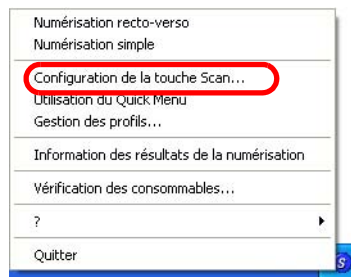 Numérisation recto-verso
Numérisation simple
Configuration de la touche Scan...
Utilisation du Quick Menu
Gestion des profils...
Information des résultats de la numérisation
Vérification des consommables...
?
Quitter
S